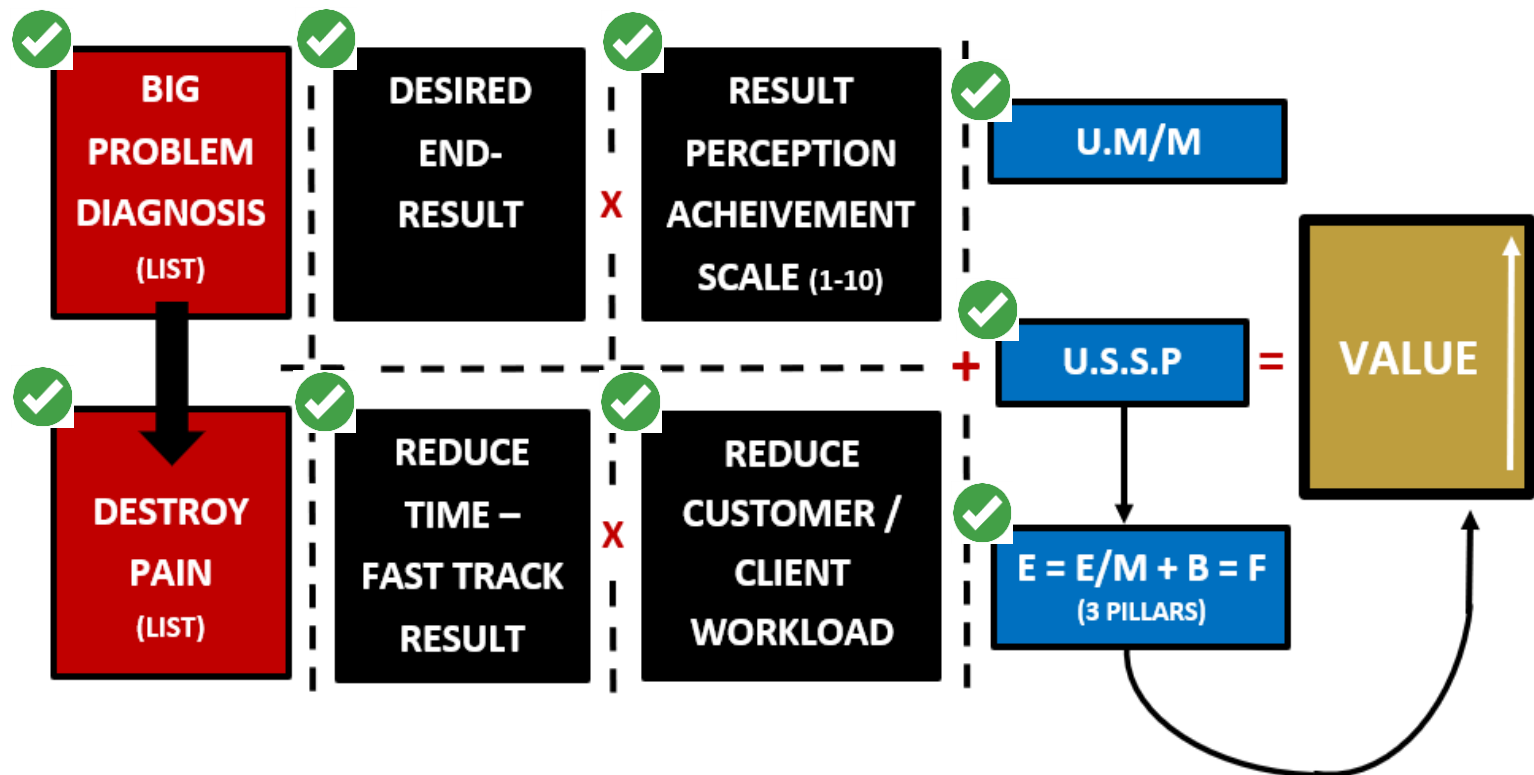 BIG
PROBLEM
DIAGNOSIS
(LIST)
DESIRED
END-
RESULT
X
RESULT
PERCEPTION
ACHEIVEMENT
SCALE (1-10)
U.M/M
+
U.S.S.P
=
VALUE
DESTROY
PAIN
(LIST)
REDUCE
TIME –
FAST TRACK
RESULT
X
REDUCE
CUSTOMER /
CLIENT
WORKLOAD
E = E/M + B = F
(3 PILLARS)